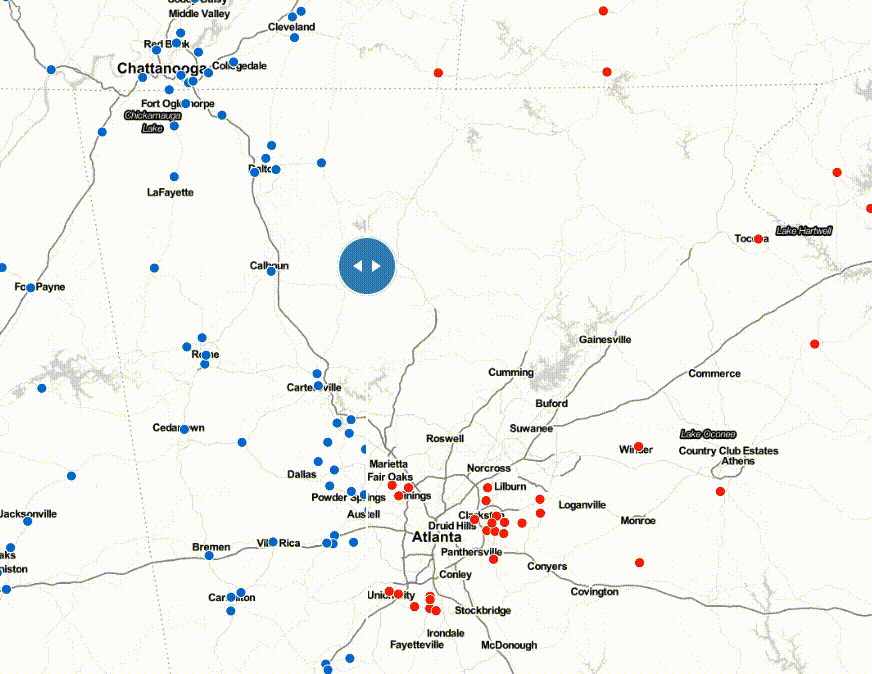 Middle Valley
Cleveland
Red Bank
Chattanooga
Collegedale
Fort Oglethorpe
Chickamauga
Lake
Dalton
LaFayette
Toccoa
Lake Hartwell
Calhoun
Fort Payne
Gainesville
Rome
Cumming
Commerce
Cartersville
Buford
Cedartown
Suwanee
Roswell
Lake Oconee
Winder
Country Club Estates
Athens
Marietta
Norcross
Dallas
Fair Oaks
Lilburn
Powder Springs
nings
Loganville
Jacksonville
Austell
Clarkston
Druid Hills
Monroe
Atlanta
Villa Rica
Bremen
Panthersville
oaks
niston
Conley
Conyers
Covington
Carrollton
Union City
Stockbridge
Irondale
Fayetteville
McDonough